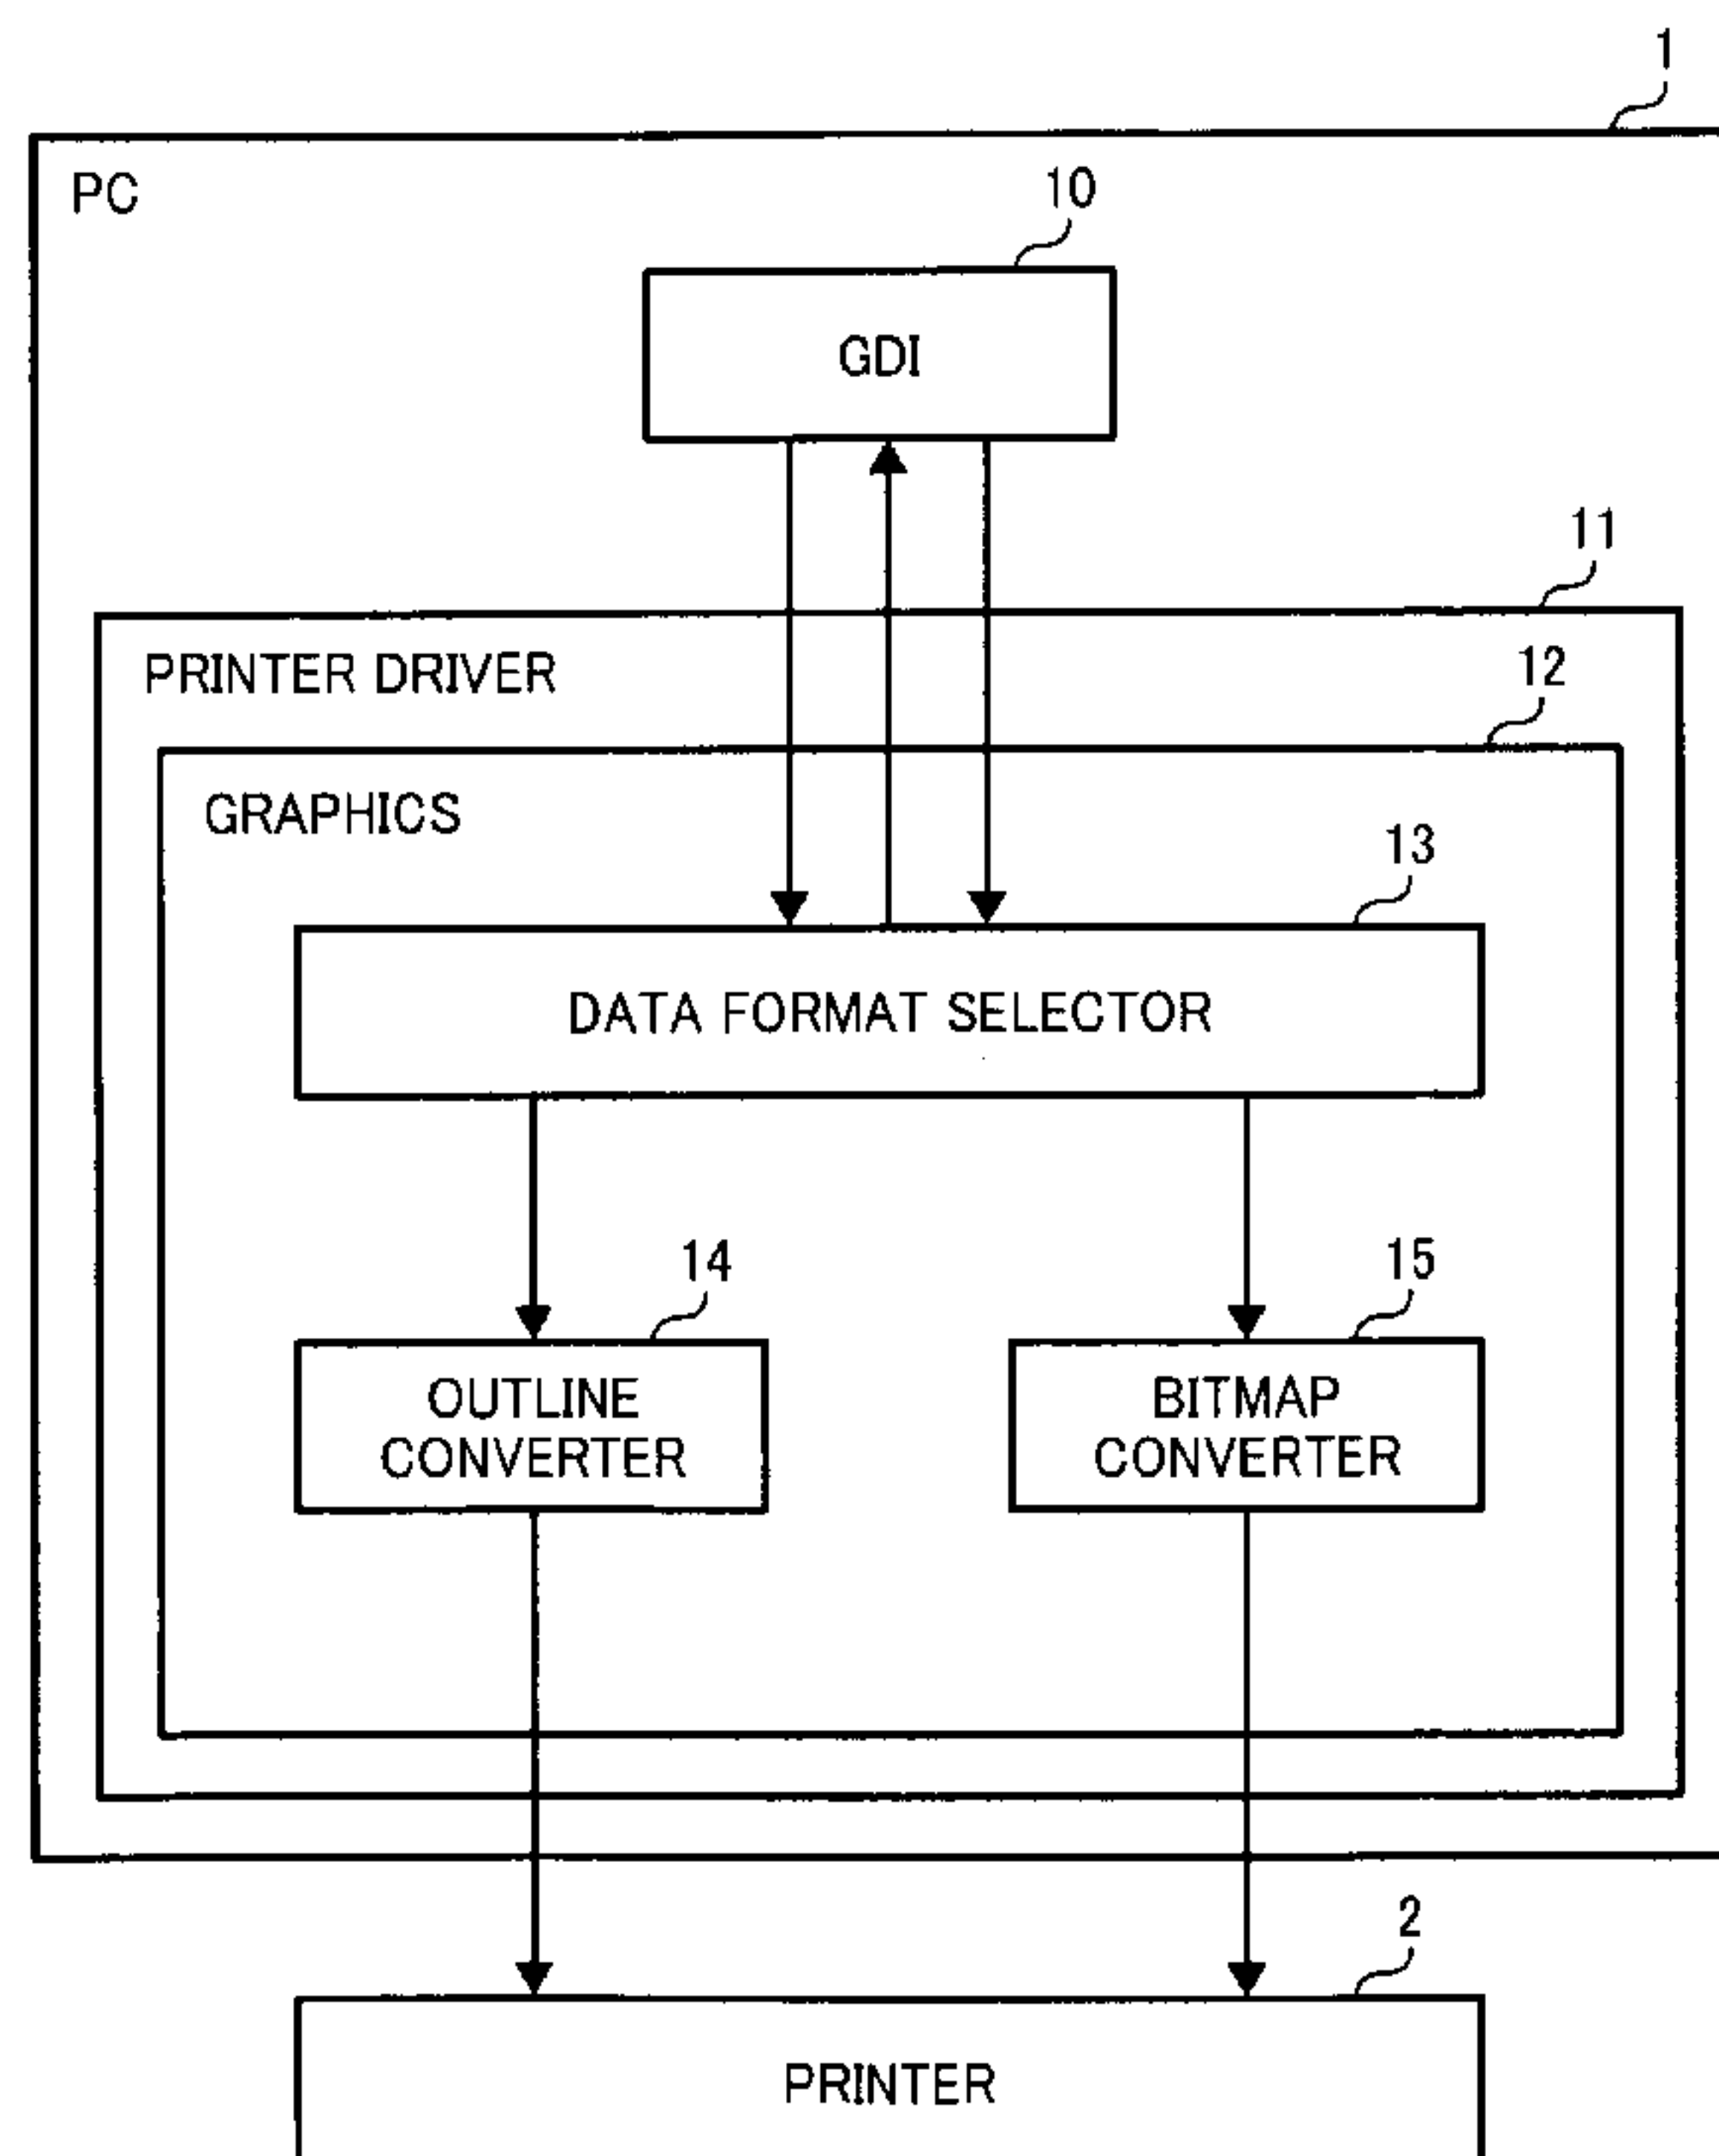 1
PC
10
GDI
11
PRINTER DRIVER
12
GRAPHICS
13
DATA FORMAT SELECTOR
14
15
OUTLINE
CONVERTER
BITMAP
CONVERTER
2
PRINTER